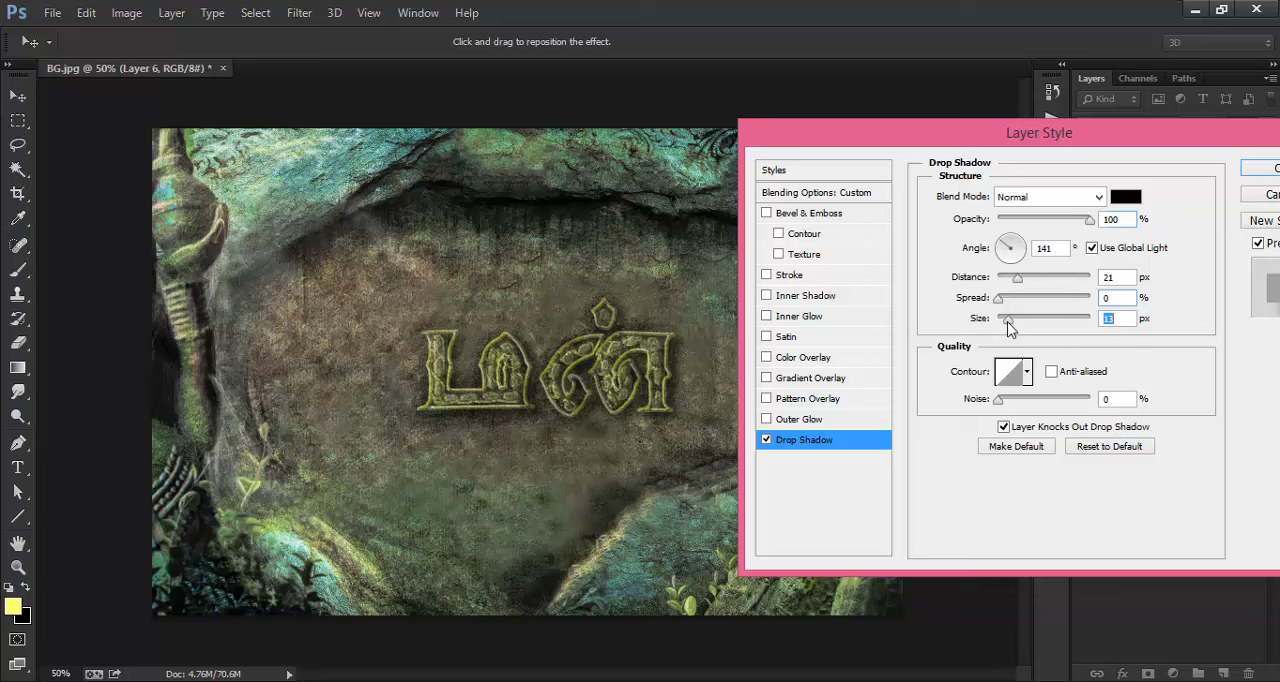 Ps File Edit Image Layer Type Select Filter 3D View Window Help
Click and drag to reposition the effect.
3D
BG.jpg @ 50% (Layer 6, RGB/8#) * ×
Layers Channels Paths
Kind
Layer Style
Styles
Blending Options: Custom
Bevel & Emboss
Contour
Texture
Stroke
Inner Shadow
Inner Glow
Satin
Color Overlay
Gradient Overlay
Pattern Overlay
Outer Glow
Drop Shadow
Drop Shadow
Structure
Blend Mode: Normal
Opacity: 100 %
Angle: 141 ° Use Global Light
Distance: 21 px
Spread: 0 %
Size: 13 px
Quality
Contour: Anti-aliased
Noise: 0 %
Layer Knocks Out Drop Shadow
Make Default Reset to Default
New S
50% Doc: 4.76M/70.6M